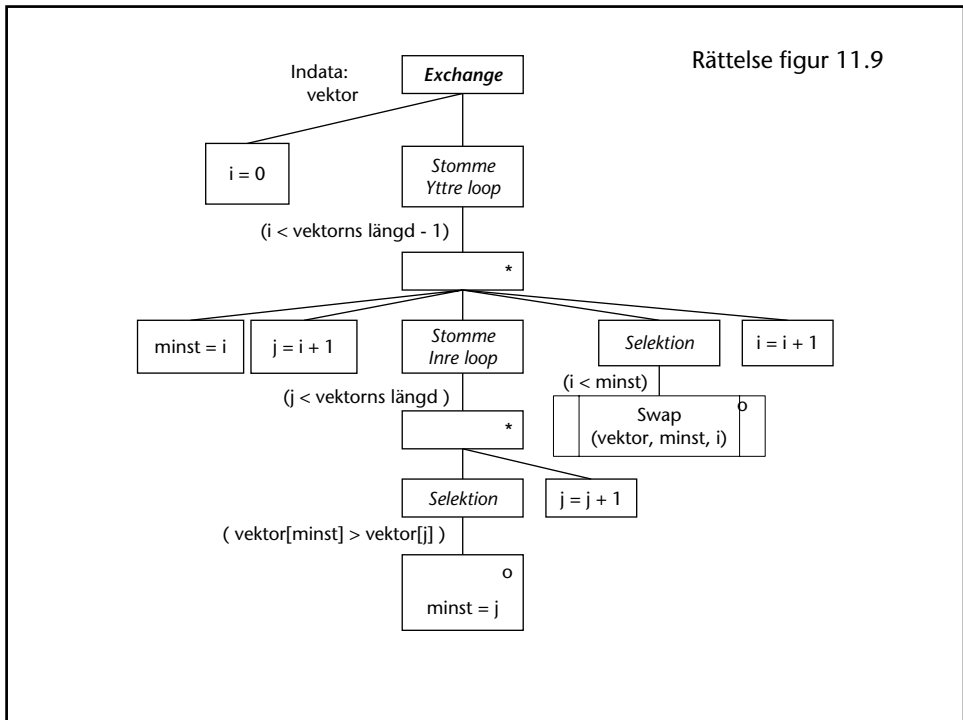 Rättelse figur 11.9
Indata:
vektor
Exchange
i = 0
Stomme
Yttre loop
(i < vektorns längd - 1)
*
minst = i
j = i + 1
Stomme
Inre loop
Selektion
i = i + 1
(j < vektorns längd )
(i < minst)
*
o
Swap
(vektor, minst, i)
Selektion
j = j + 1
( vektor[minst] > vektor[j] )
o
minst = j